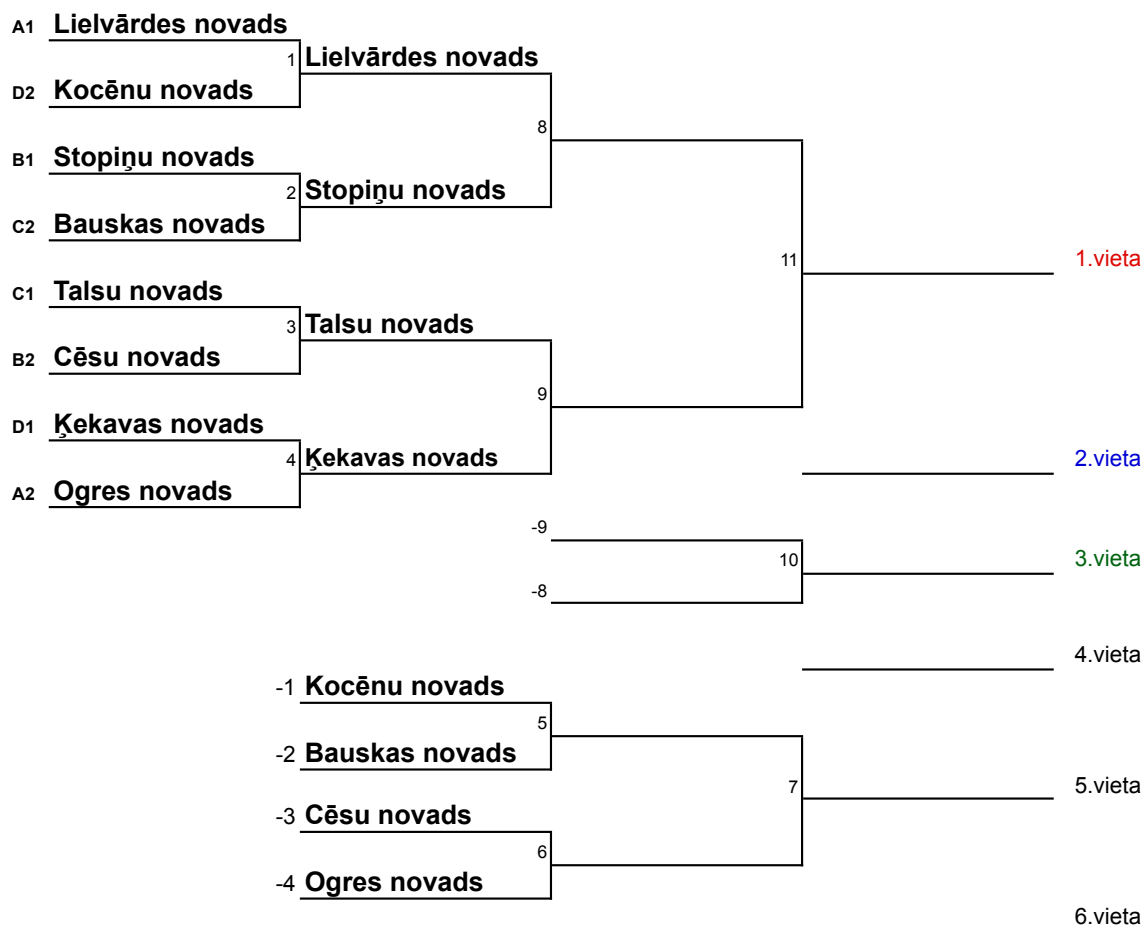 A1 Lielvārdes novads
1 Lielvārdes novads
D2 Kocēnu novads
8
B1 Stopiņu novads
2 Stopiņu novads
C2 Bauskas novads
11 1.vieta
C1 Talsu novads
3 Talsu novads
B2 Cēsu novads
9
D1 Ķekavas novads
4 Ķekavas novads 2.vieta
A2 Ogres novads
-9
10 3.vieta
-8
4.vieta
-1 Kocēnu novads
5
-2 Bauskas novads
7 5.vieta
-3 Cēsu novads
6
-4 Ogres novads
6.vieta